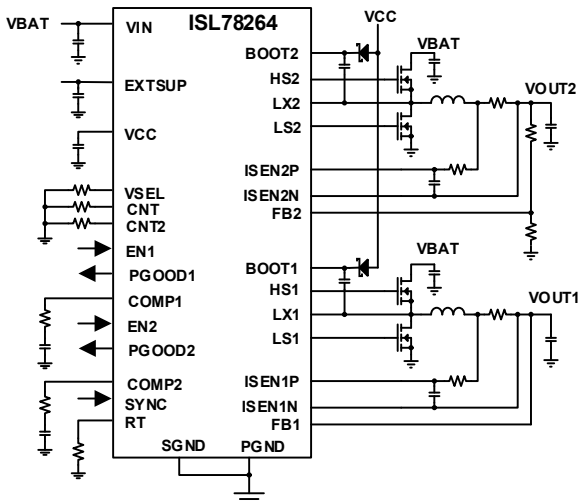 ISL78264
VCC
VBAT
VIN
BOOT2
VBAT
HS2
EXTSUP
LX2
VOUT2
LS2
VCC
ISEN2P
VSEL
ISEN2N
CNT
FB2
CNT2
EN1
BOOT1
VBAT
PGOOD1
HS1
COMP1
LX1
VOUT1
EN2
LS1
PGOOD2
ISEN1P
COMP2
ISEN1N
SYNC
FB1
RT
SGND
PGND